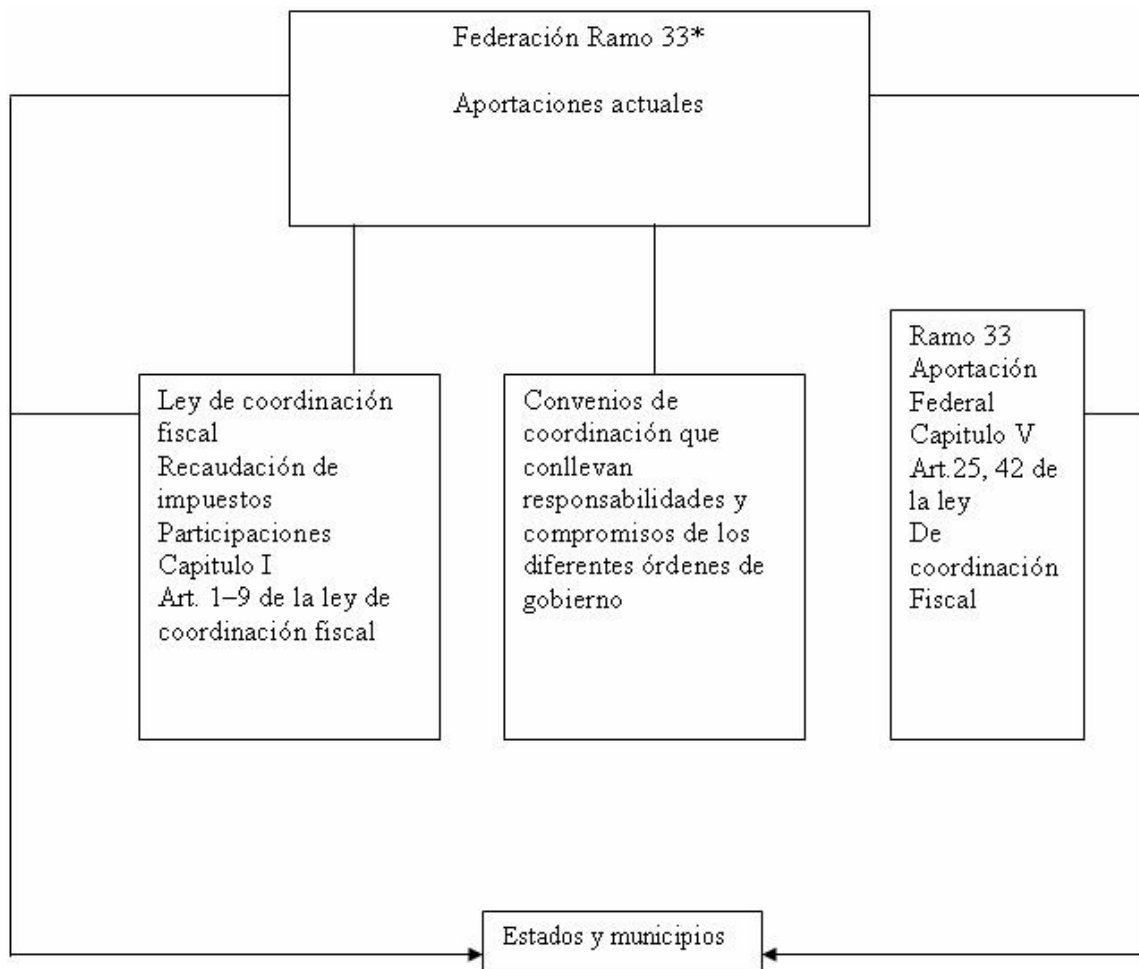 Federación Ramo 33*
Aportaciones actuales
Ley de coordinación
fiscal
Recaudación de
impuestos
Participaciones
Capitulo I
Art. 1–9 de la ley de
coordinación fiscal
Convenios de
coordinación que
conllevan
responsabilidades y
compromisos de los
diferentes órdenes de
gobierno
Ramo 33
Aportación
Federal
Capitulo V
Art.25, 42 de
la ley
De
coordinación
Fiscal
Estados y municipios